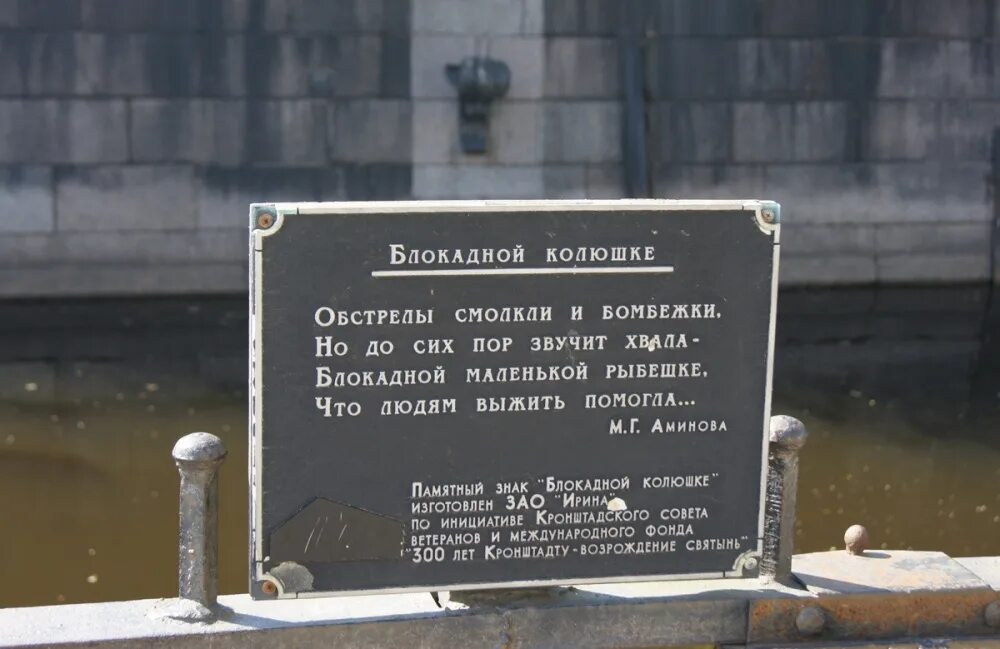 Блокадной колюшке
Обстрелы смолкли и бомбежки,
Но до сих пор звучит хвала-
Блокадной маленькой рыбешке,
Что людям выжить помогла...
М.Г. Аминова
Памятный знак "Блокадной колюшке"
изготовлен ЗАО "Ирина"
по инициативе Кронштадского совета
ветеранов и международного фонда
"300 лет Кронштадту - возрождение святынь"